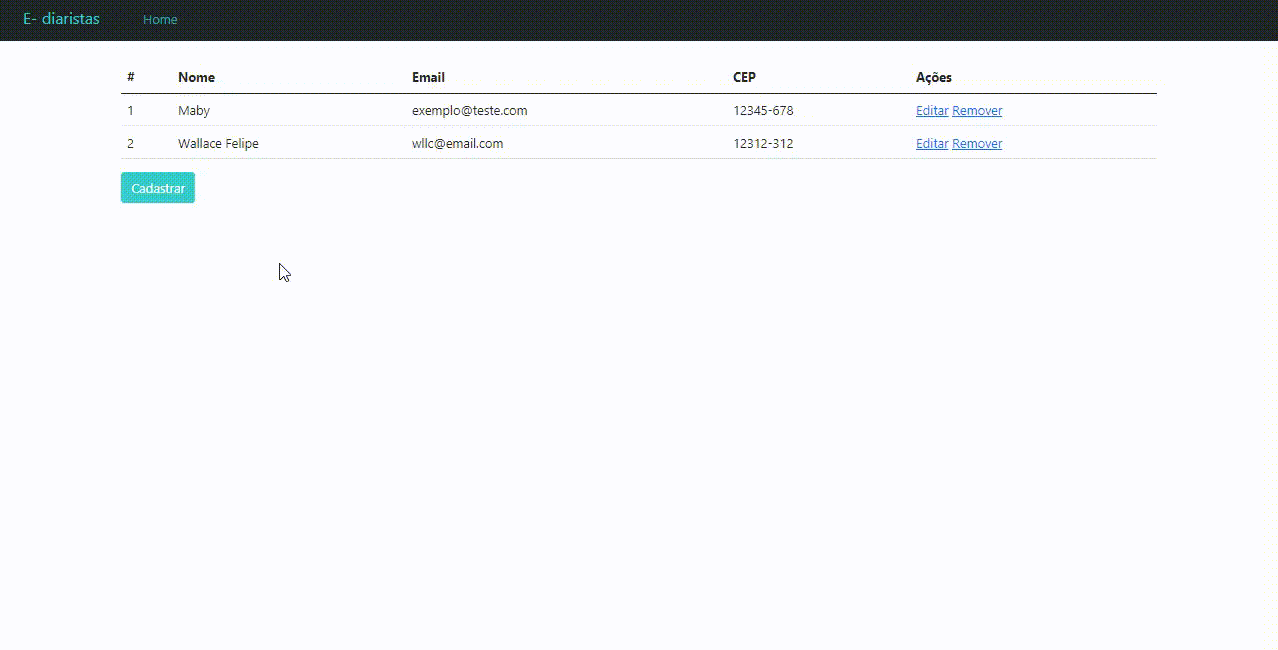 E- diaristas Home
# Nome Email CEP Ações
1 Maby exemplo@teste.com 12345-678 Editar Remover
2 Wallace Felipe wllc@email.com 12312-312 Editar Remover
Cadastrar